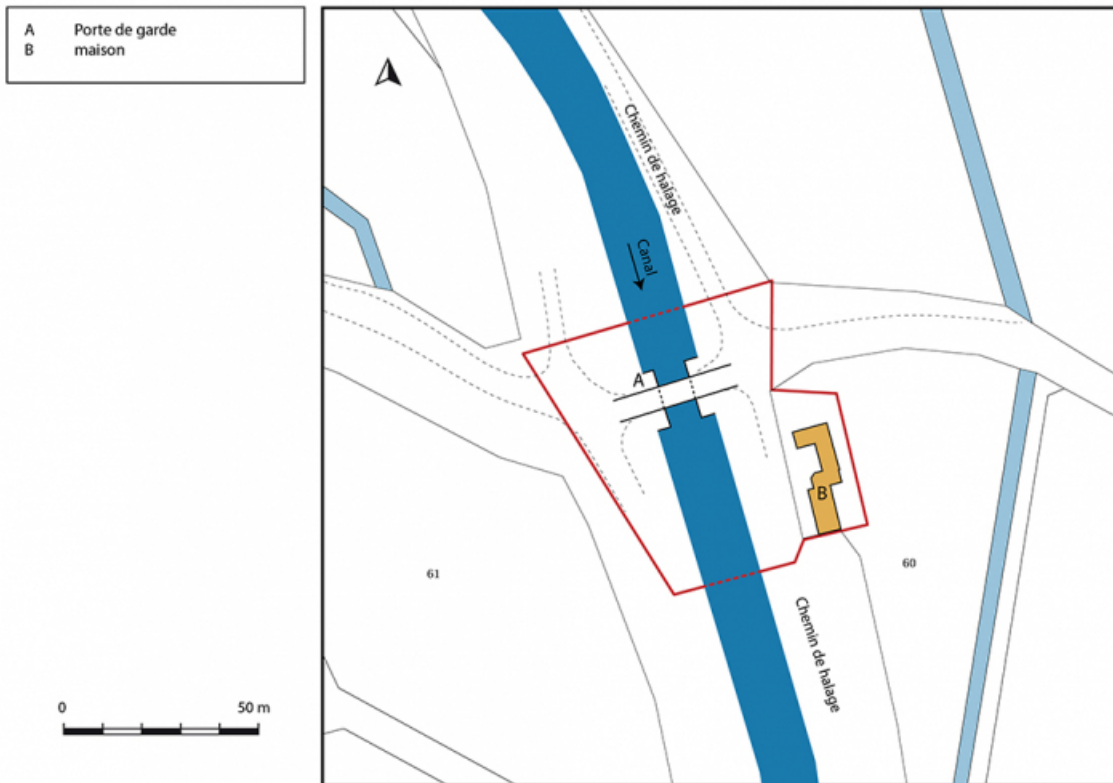 A Porte de garde
B maison
Chemin de halage
Canal
A
B
61
60
Chemin de halage
0 50 m